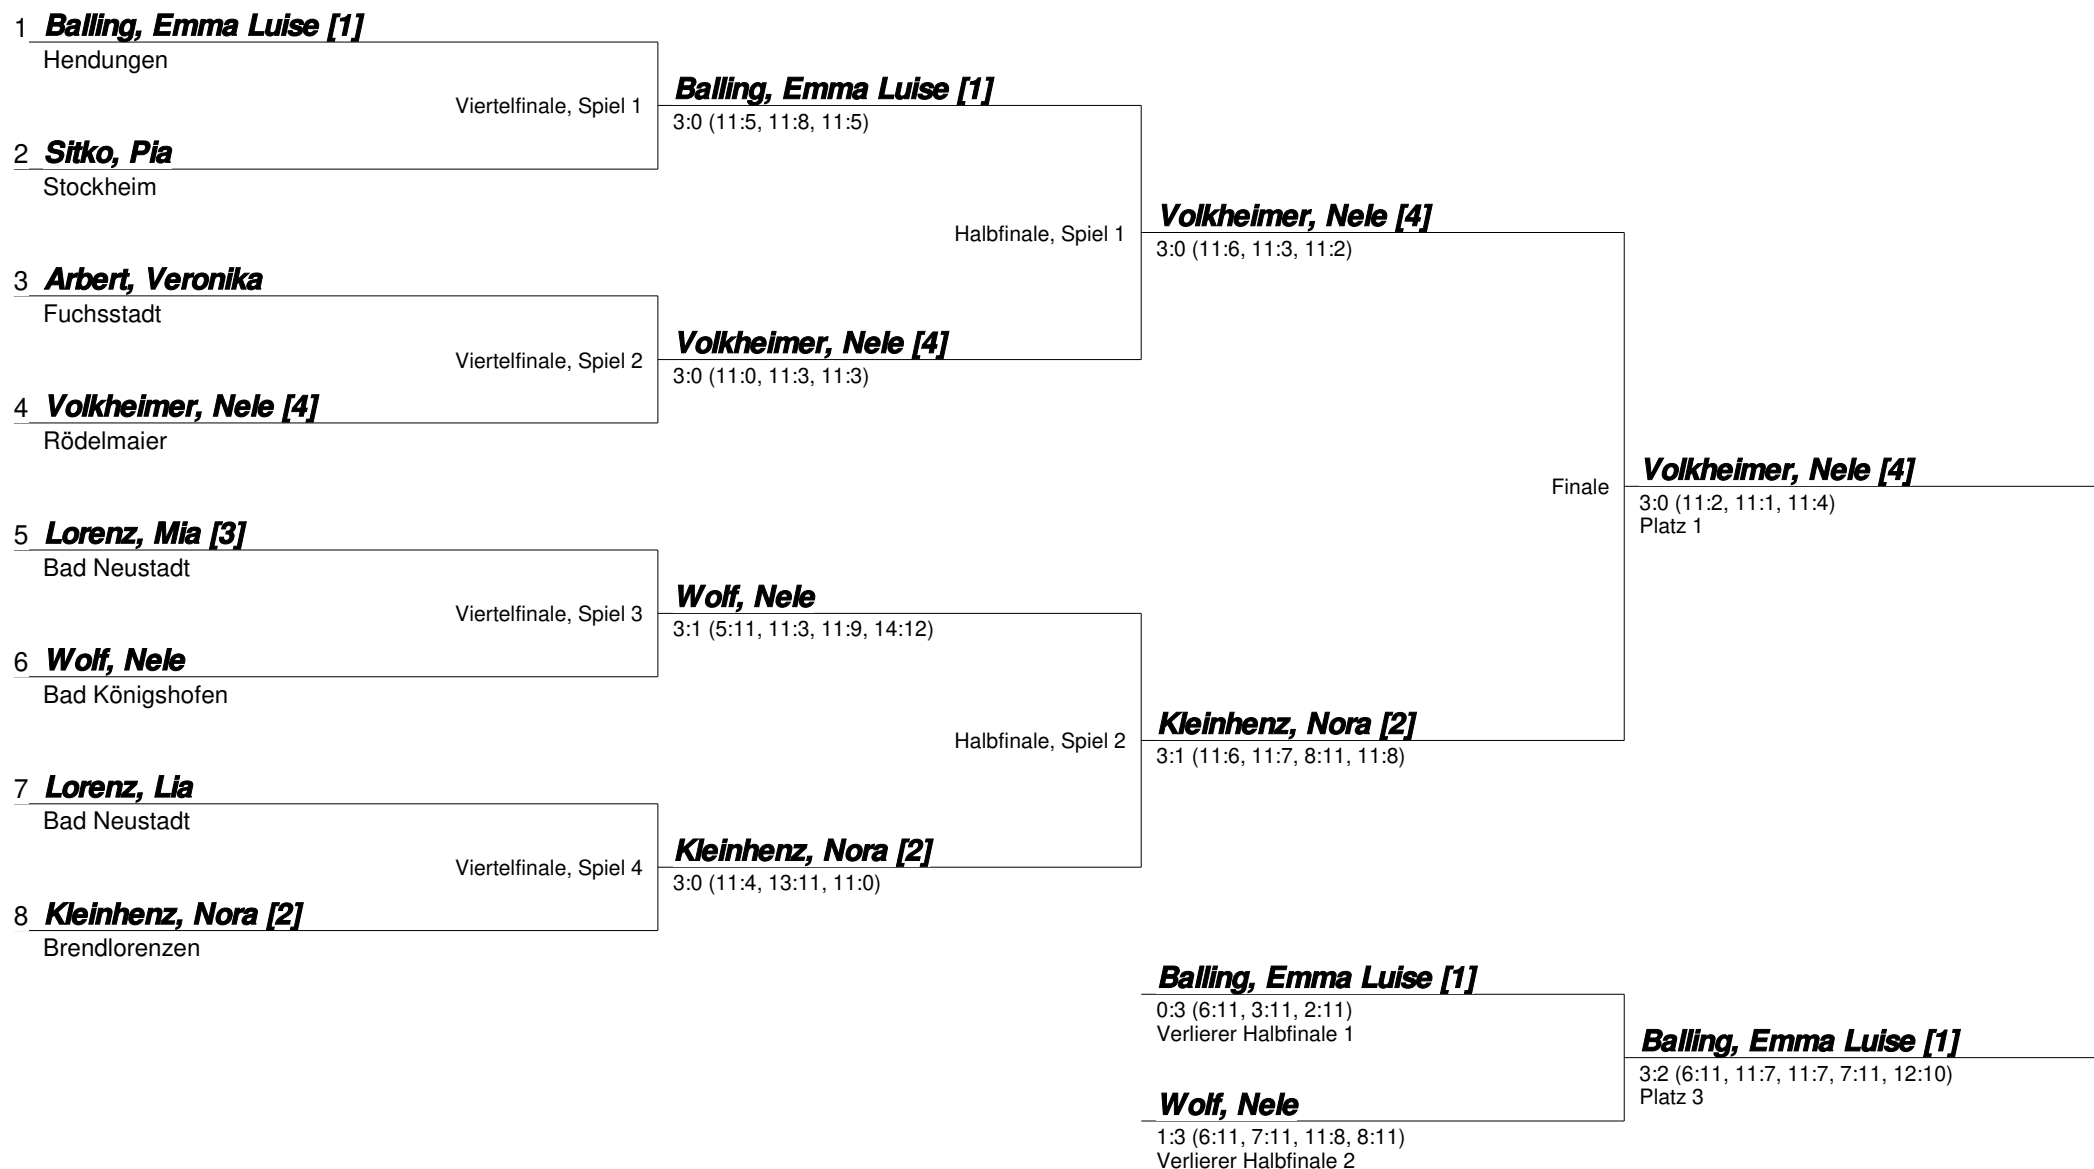 1 Balling, Emma Luise [1]
Hendungen
Viertelfinale, Spiel 1
2 Sitko, Pia
Stockheim
3 Arbert, Veronika
Fuchsstadt
Viertelfinale, Spiel 2
4 Volkheimer, Nele [4]
Rödelmaier
5 Lorenz, Mia [3]
Bad Neustadt
Viertelfinale, Spiel 3
6 Wolf, Nele
Bad Königshofen
7 Lorenz, Lia
Bad Neustadt
Viertelfinale, Spiel 4
8 Kleinhenz, Nora [2]
Brendlorenzen
Balling, Emma Luise [1]
3:0 (11:5, 11:8, 11:5)
Halbfinale, Spiel 1
Volkheimer, Nele [4]
3:0 (11:0, 11:3, 11:3)
Wolf, Nele
3:1 (5:11, 11:3, 11:9, 14:12)
Halbfinale, Spiel 2
Kleinhenz, Nora [2]
3:0 (11:4, 13:11, 11:0)
Volkheimer, Nele [4]
3:0 (11:6, 11:3, 11:2)
Finale
Kleinhenz, Nora [2]
3:1 (11:6, 11:7, 8:11, 11:8)
Volkheimer, Nele [4]
3:0 (11:2, 11:1, 11:4)
Platz 1
Balling, Emma Luise [1]
0:3 (6:11, 3:11, 2:11)
Verlierer Halbfinale 1
Wolf, Nele
1:3 (6:11, 7:11, 11:8, 8:11)
Verlierer Halbfinale 2
Balling, Emma Luise [1]
3:2 (6:11, 11:7, 11:7, 7:11, 12:10)
Platz 3